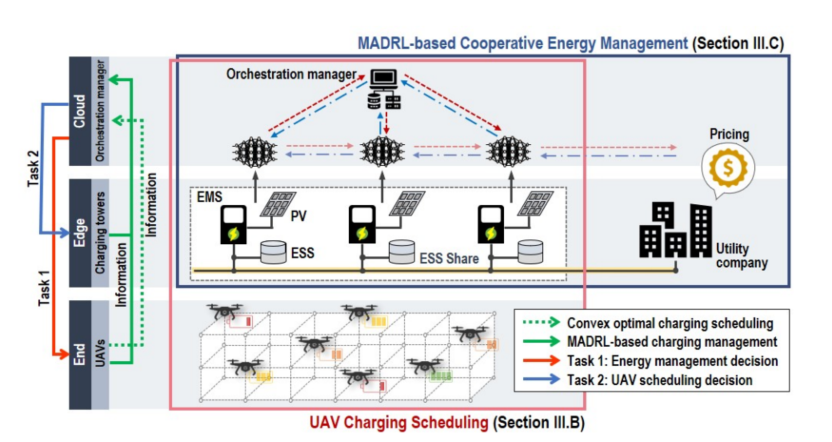 MADRL-based Cooperative Energy Management (Section III.C)
Orchestration manager
Cloud
Orchestration manager
Task 2
Pricing
$
Information
EMS
PV
ESS
ESS Share
Utility
company
Edge
Charging towers
Task 1
Information
End
UAVs
Convex optimal charging scheduling
MADRL-based charging management
Task 1: Energy management decision
Task 2: UAV scheduling decision
UAV Charging Scheduling (Section III.B)